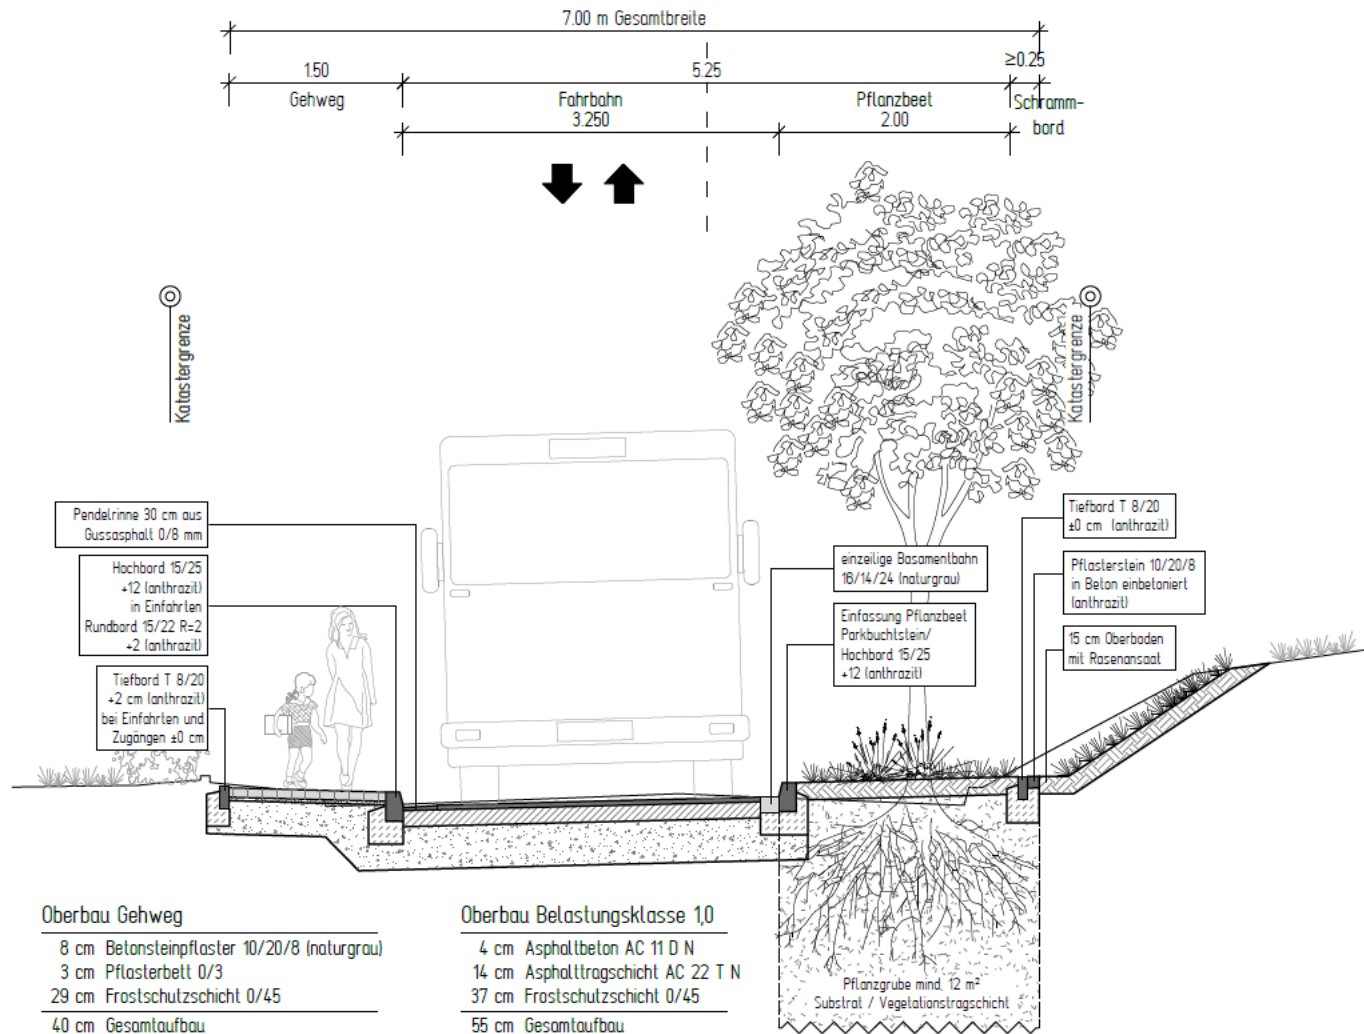 7.00 m Gesamtbreite
1.50
5.25
≥0.25
Gehweg
Fahrbahn
Pflanzbeet
Schramm-
bord
3.250
2.00
Katastergrenze
Katastergrenze
Pendelrinne 30 cm aus
Gussasphalt 0/8 mm
Hochbord 15/25
+12 (anthrazit)
in Einfahrten
Rundbord 15/22 R=2
+2 (anthrazit)
Tiefbord T 8/20
+2 cm (anthrazit)
bei Einfahrten und
Zugängen ±0 cm
einzeilige Basamentbahn
16/14/24 (naturgrau)
Einfassung Pflanzbeet
Parkbuchtstein/
Hochbord 15/25
+12 (anthrazit)
Tiefbord T 8/20
±0 cm (anthrazit)
Pflasterstein 10/20/8
in Beton einbetoniert
(anthrazit)
15 cm Oberboden
mit Rasenansaat
Oberbau Gehweg
8 cm Betonsteinpflaster 10/20/8 (naturgrau)
3 cm Pflasterbett 0/3
29 cm Frostschutzschicht 0/45
40 cm Gesamtaufbau
Oberbau Belastungsklasse 1,0
4 cm Asphaltbeton AC 11 D N
14 cm Asphalttragschicht AC 22 T N
37 cm Frostschutzschicht 0/45
55 cm Gesamtaufbau
Pflanzgrube mind. 12 m²
Substrat / Vegetationstragschicht